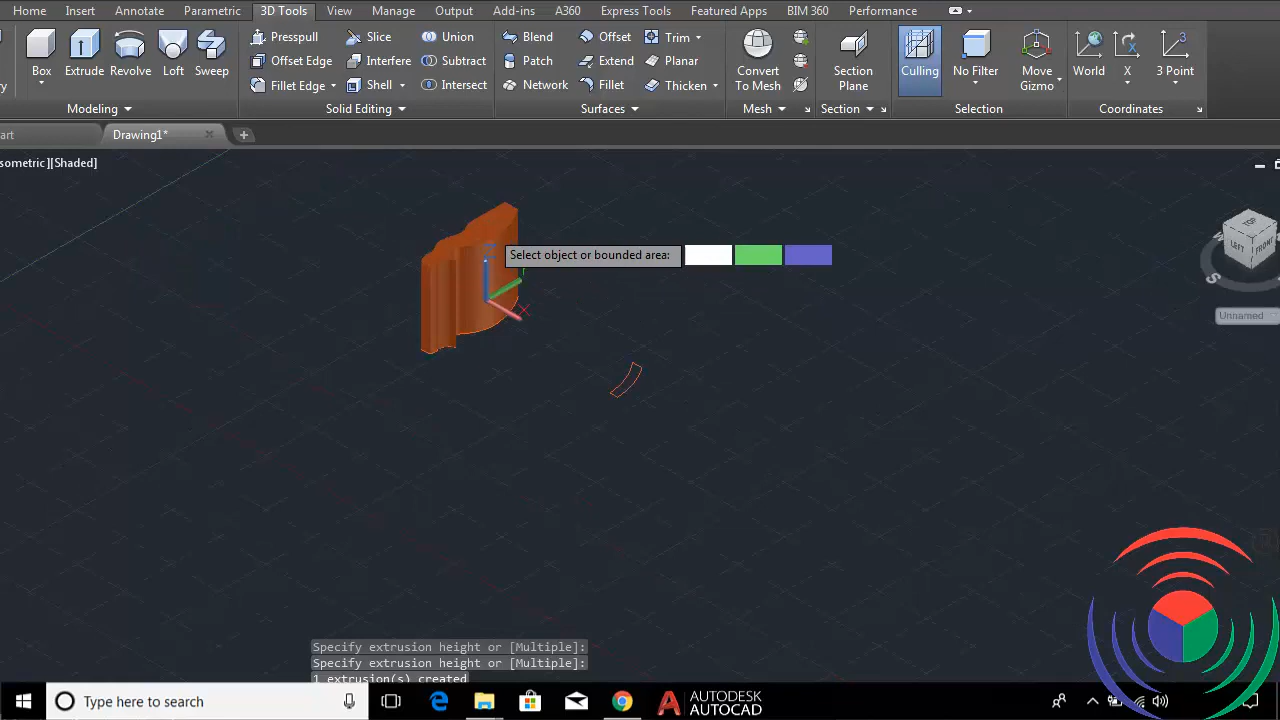 Home Insert Annotate Parametric 3D Tools View Manage Output Add-ins A360 Express Tools Featured Apps BIM 360 Performance
Presspull Slice Union Blend Offset Trim
Offset Edge Interfere Subtract Patch Extend Planar
Box Extrude Revolve Loft Sweep
Fillet Edge Shell Intersect Network Fillet Thicken
Convert To Mesh
Section Plane
Culling No Filter
Move Gizmo
World X 3 Point
Modeling Solid Editing Surfaces Mesh Section Selection Coordinates
art Drawing1*
sometric][Shaded]
TOP
LEFT FRONT
S
Unnamed
Select object or bounded area:
Specify extrusion height or [Multiple]:
Specify extrusion height or [Multiple]:
1 extrusion(s) created
Type here to search
AUTODESK
AUTOCAD